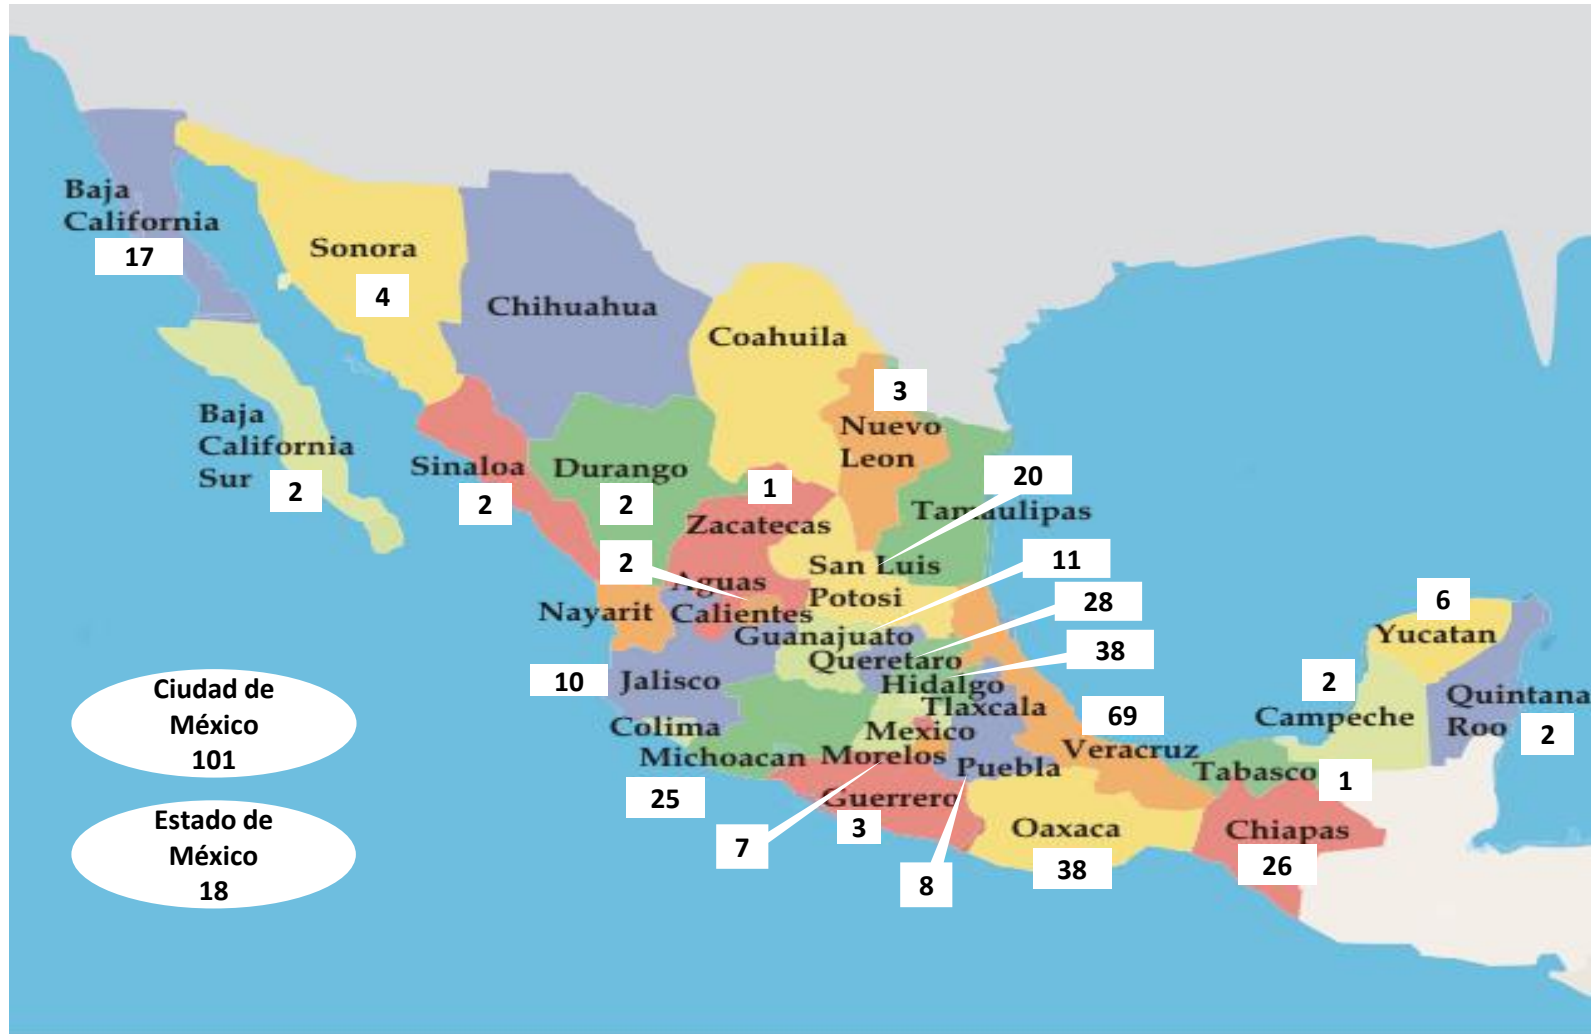 Baja
California
17
Sonora
4
Chihuahua
Coahuila
3
Nuevo
Leon
Baja
California
Sur
2
Sinaloa
2
Durango
2
1
Zacatecas
20
Tamaulipas
San Luis
Potosi
2
Aguas
Calientes
11
Nayarit
Guanajuato
28
Queretaro
38
Hidalgo
10
Jalisco
Tlaxcala
Colima
Mexico
69
Veracruz
Michoacan
25
Morelos
7
Puebla
8
Guerrero
3
Oaxaca
38
Tabasco
1
Chiapas
26
6
Yucatan
2
Campeche
Quintana
Roo
2
Ciudad de
México
101
Estado de
México
18